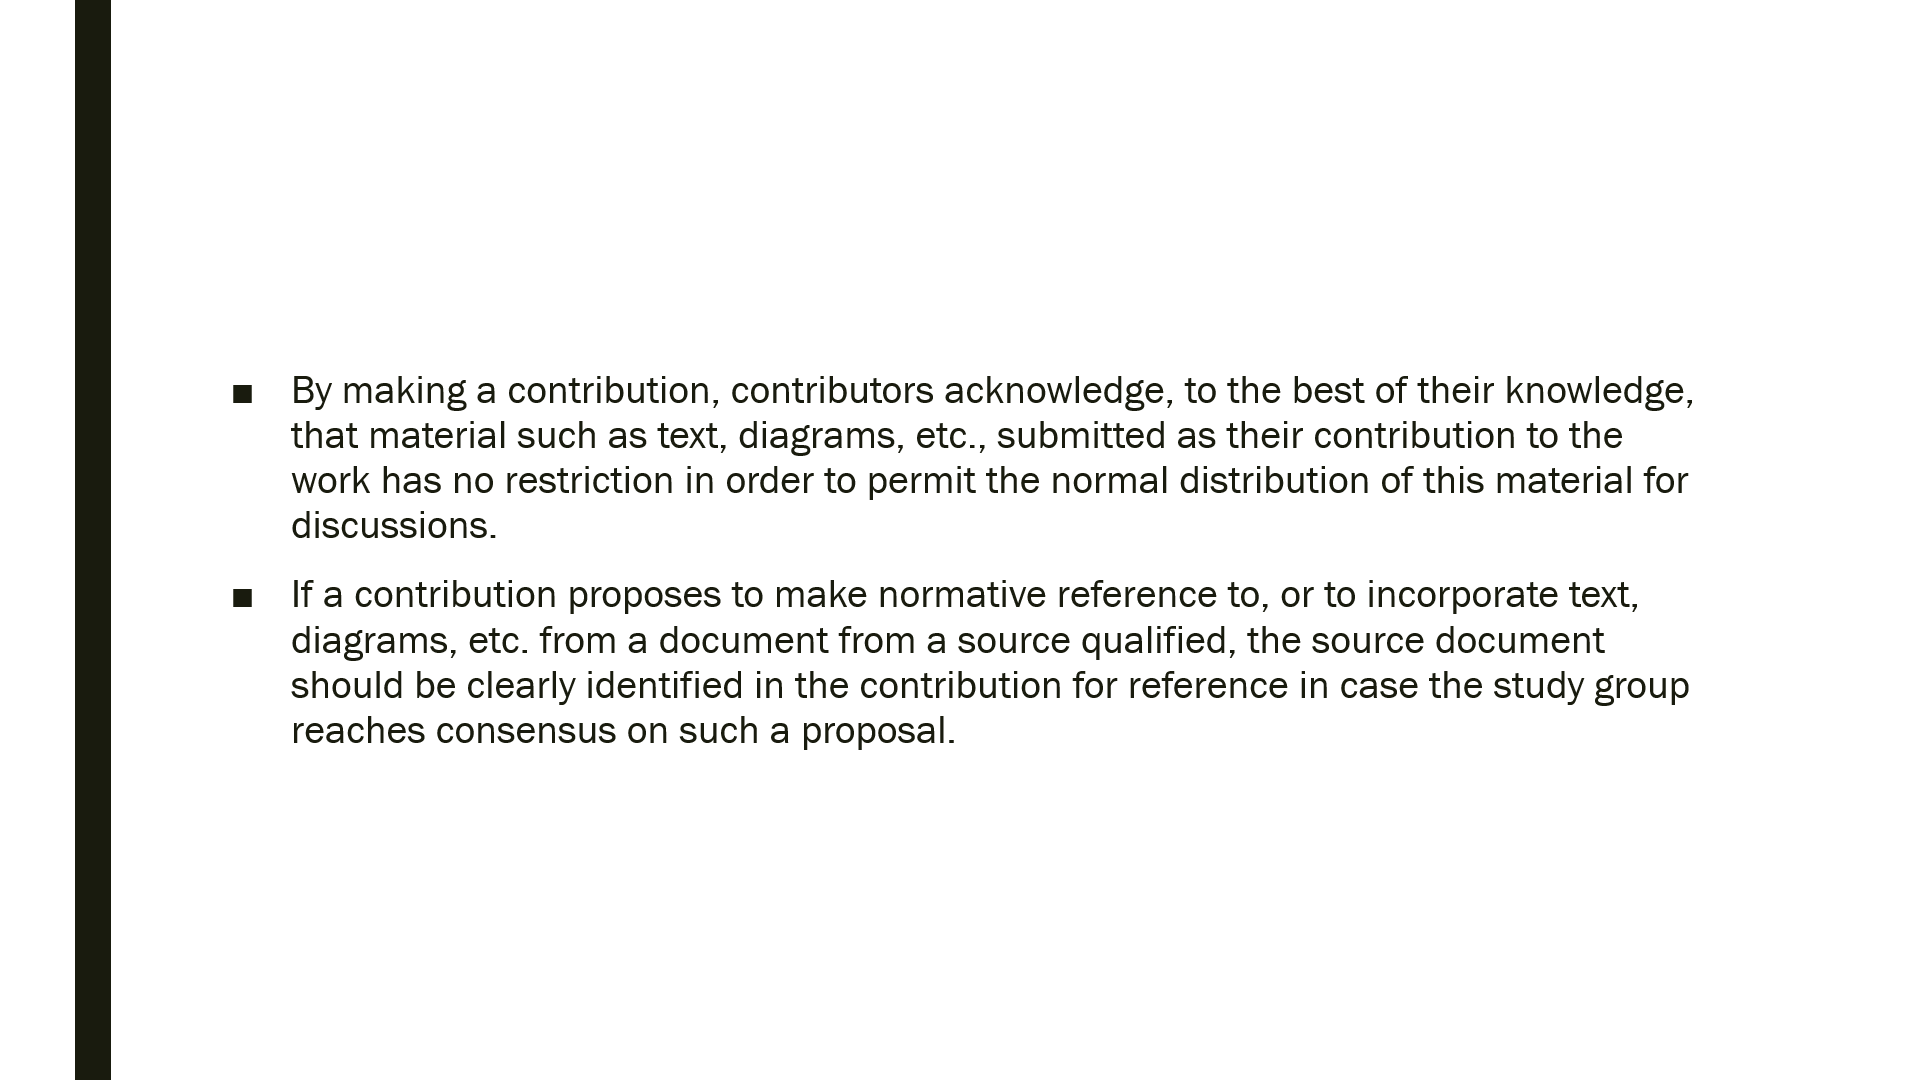 ■ By making a contribution, contributors acknowledge, to the best of their knowledge,
that material such as text, diagrams, etc., submitted as their contribution to the
work has no restriction in order to permit the normal distribution of this material for
discussions.
■ If a contribution proposes to make normative reference to, or to incorporate text,
diagrams, etc. from a document from a source qualified, the source document
should be clearly identified in the contribution for reference in case the study group
reaches consensus on such a proposal.